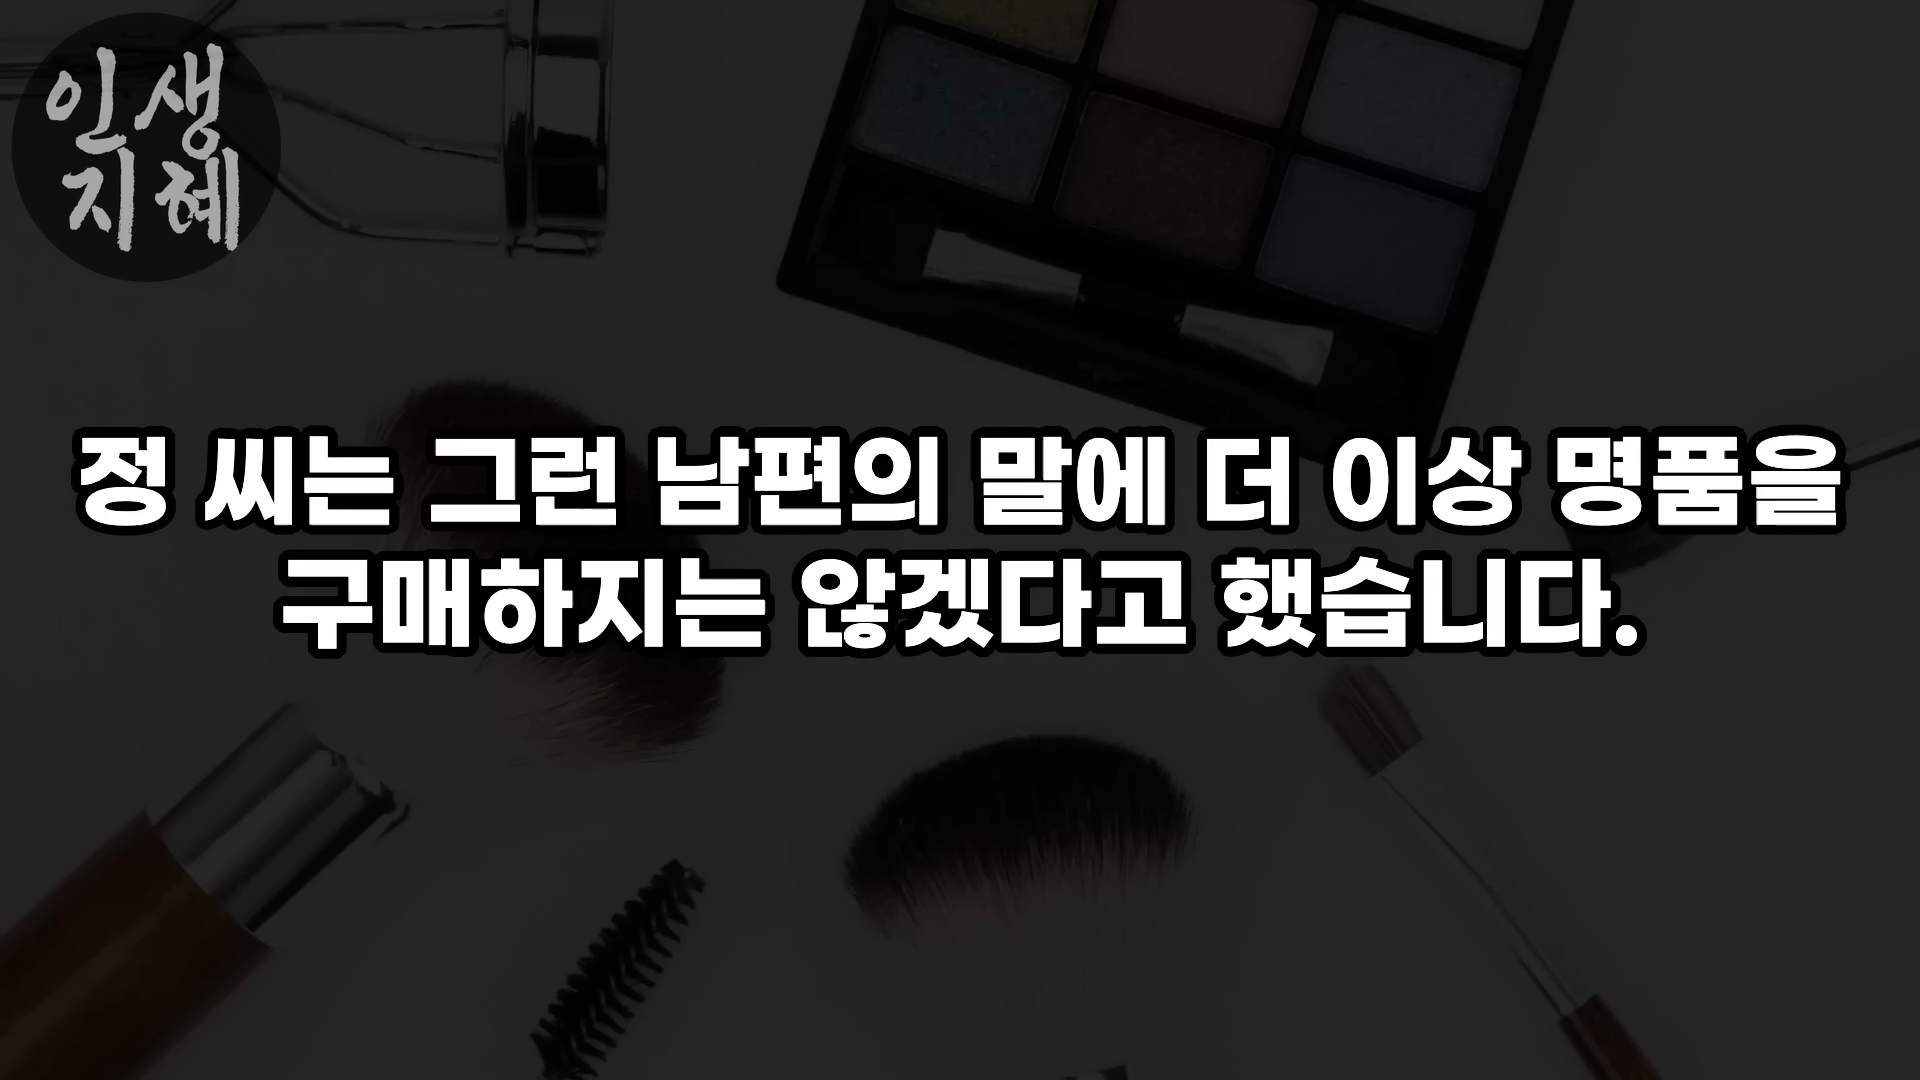 인생
지혜
정 씨는 그런 남편의 말에 더 이상 명품을
구매하지는 않겠다고 했습니다.